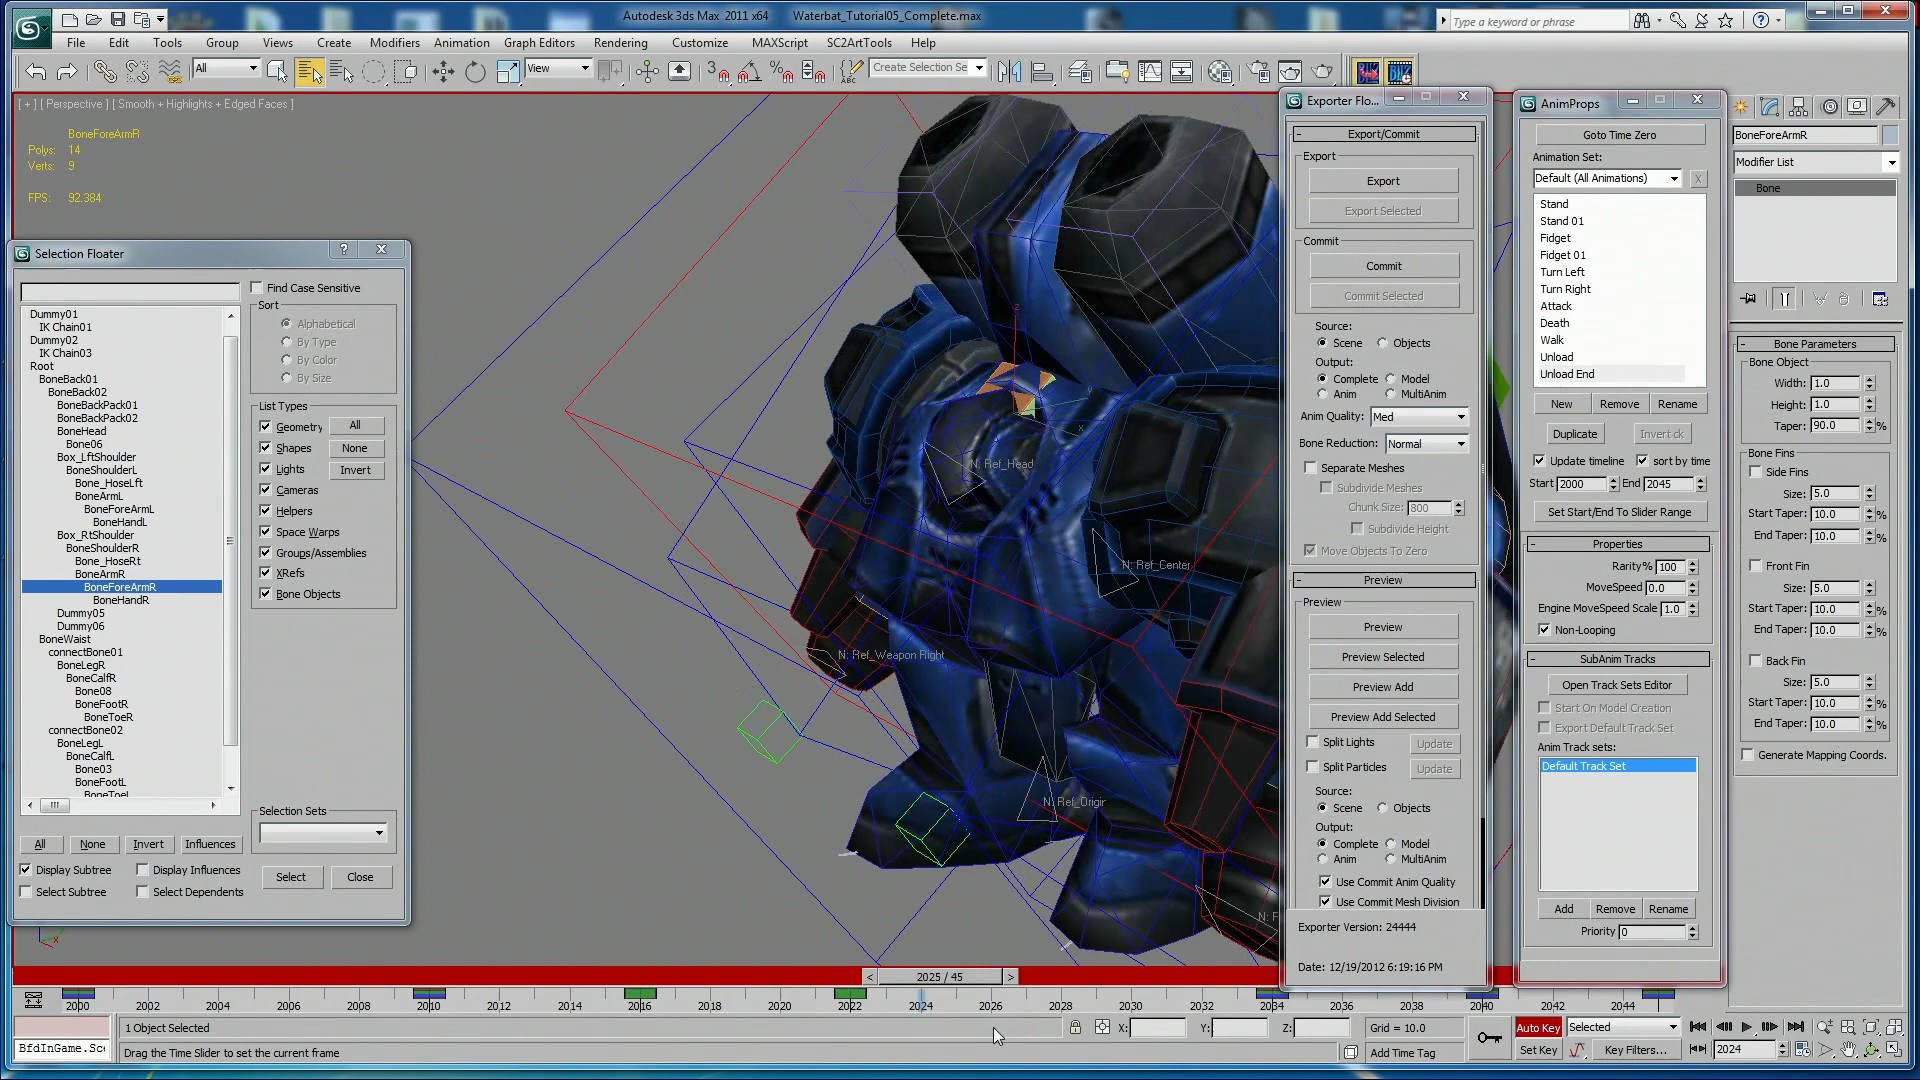 Autodesk 3ds Max 2011 x64 Waterbat_Tutorial05_Complete.max
Type a keyword or phrase
File Edit Tools Group Views Create Modifiers Animation Graph Editors Rendering Customize MAXScript SC2ArtTools Help
All
View
Create Selection Se
[ + ] [ Perspective ] [ Smooth + Highlights + Edged Faces ]
BoneForeArmR
Polys: 14
Verts: 9
FPS: 92.384
N: Ref_Head
N: Ref_Center
N: Ref_Weapon Right
N: Ref_Origin
Selection Floater
Find Case Sensitive
Sort
Alphabetical
By Type
By Color
By Size
List Types
Geometry
Shapes
Lights
Cameras
Helpers
Space Warps
Groups/Assemblies
XRefs
Bone Objects
All
None
Invert
Dummy01
IK Chain01
Dummy02
IK Chain03
Root
BoneBack01
BoneBack02
BoneBackPack01
BoneBackPack02
BoneHead
Bone06
Box_LftShoulder
BoneShoulderL
Bone_HoseLft
BoneArmL
BoneForeArmL
BoneHandL
Box_RtShoulder
BoneShoulderR
Bone_HoseRt
BoneArmR
BoneForeArmR
BoneHandR
Dummy05
Dummy06
BoneWaist
connectBone01
BoneLegR
BoneCalfR
Bone08
BoneFootR
BoneToeR
connectBone02
BoneLegL
BoneCalfL
Bone03
BoneFootL
BoneToeL
Selection Sets
All None Invert Influences
Display Subtree Display Influences
Select Subtree Select Dependents
Select Close
Exporter Flo...
Export/Commit
Export
Export
Export Selected
Commit
Commit
Commit Selected
Source:
Scene Objects
Output:
Complete Model
Anim MultiAnim
Anim Quality: Med
Bone Reduction: Normal
Separate Meshes
Subdivide Meshes
Chunk Size: 800
Subdivide Height
Move Objects To Zero
Preview
Preview
Preview
Preview Selected
Preview Add
Preview Add Selected
Split Lights Update
Split Particles Update
Source:
Scene Objects
Output:
Complete Model
Anim MultiAnim
Use Commit Anim Quality
Use Commit Mesh Division
Exporter Version: 24444
Date: 12/19/2012 6:19:16 PM
AnimProps
Goto Time Zero
Animation Set:
Default (All Animations) X
Stand
Stand 01
Fidget
Fidget 01
Turn Left
Turn Right
Attack
Death
Walk
Unload
Unload End
New Remove Rename
Duplicate Invert ck
Update timeline sort by time
Start 2000 End 2045
Set Start/End To Slider Range
Properties
Rarity% 100
MoveSpeed 0.0
Engine MoveSpeed Scale 1.0
Non-Looping
SubAnim Tracks
Open Track Sets Editor
Start On Model Creation
Export Default Track Set
Anim Track sets:
Default Track Set
Add Remove Rename
Priority 0
BoneForeArmR
Modifier List
Bone
Bone Parameters
Bone Object
Width: 1.0
Height: 1.0
Taper: 90.0 %
Bone Fins
Side Fins
Size: 5.0
Start Taper: 10.0 %
End Taper: 10.0
Front Fin
Size: 5.0
Start Taper: 10.0 %
End Taper: 10.0
Back Fin
Size: 5.0
Start Taper: 10.0 %
End Taper: 10.0
Generate Mapping Coords.
< 2025 / 45 >
2000 2002 2004 2006 2008 2010 2012 2014 2016 2018 2020 2022 2024 2026 2028 2030 2032 2034 2036 2038 2040 2042 2044
1 Object Selected
X: Y: Z: Grid = 10.0
Auto Key Selected
BfdInGame.Sce
Drag the Time Slider to set the current frame
Add Time Tag
Set Key Key Filters... 2024